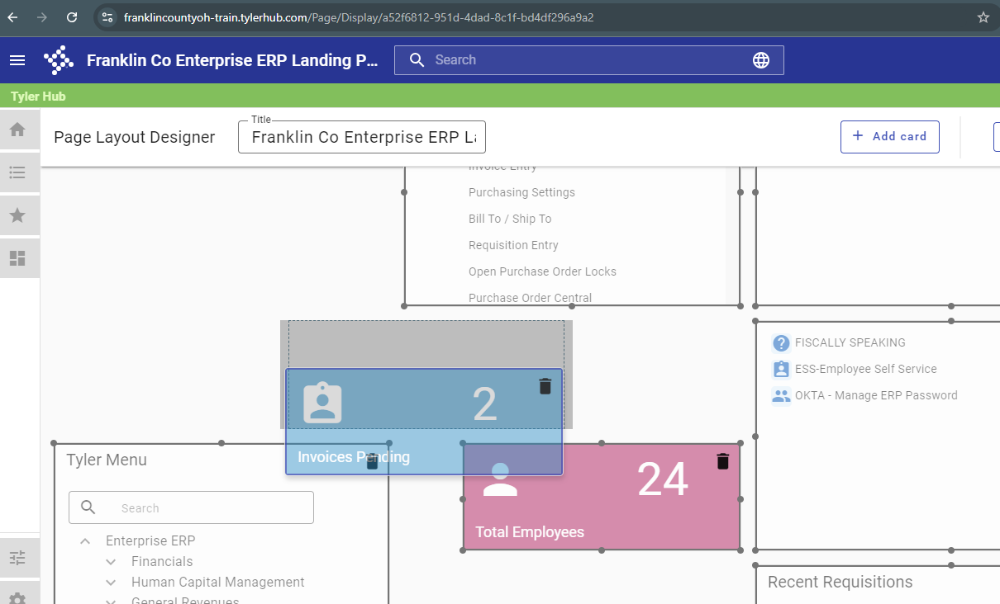 franklincountyoh-train.tylerhub.com/Page/Display/a52f6812-951d-4dad-8c1f-bd4df296a9a2
Franklin Co Enterprise ERP Landing P...
Search
Tyler Hub
Page Layout Designer
Title
Franklin Co Enterprise ERP L
Add card
Invoice Entry
Purchasing Settings
Bill To / Ship To
Requisition Entry
Open Purchase Order Locks
Purchase Order Central
FISCALLY SPEAKING
ESS-Employee Self Service
OKTA - Manage ERP Password
2
Invoices Pending
Tyler Menu
Search
Enterprise ERP
Financials
Human Capital Management
General Revenues
24
Total Employees
Recent Requisitions